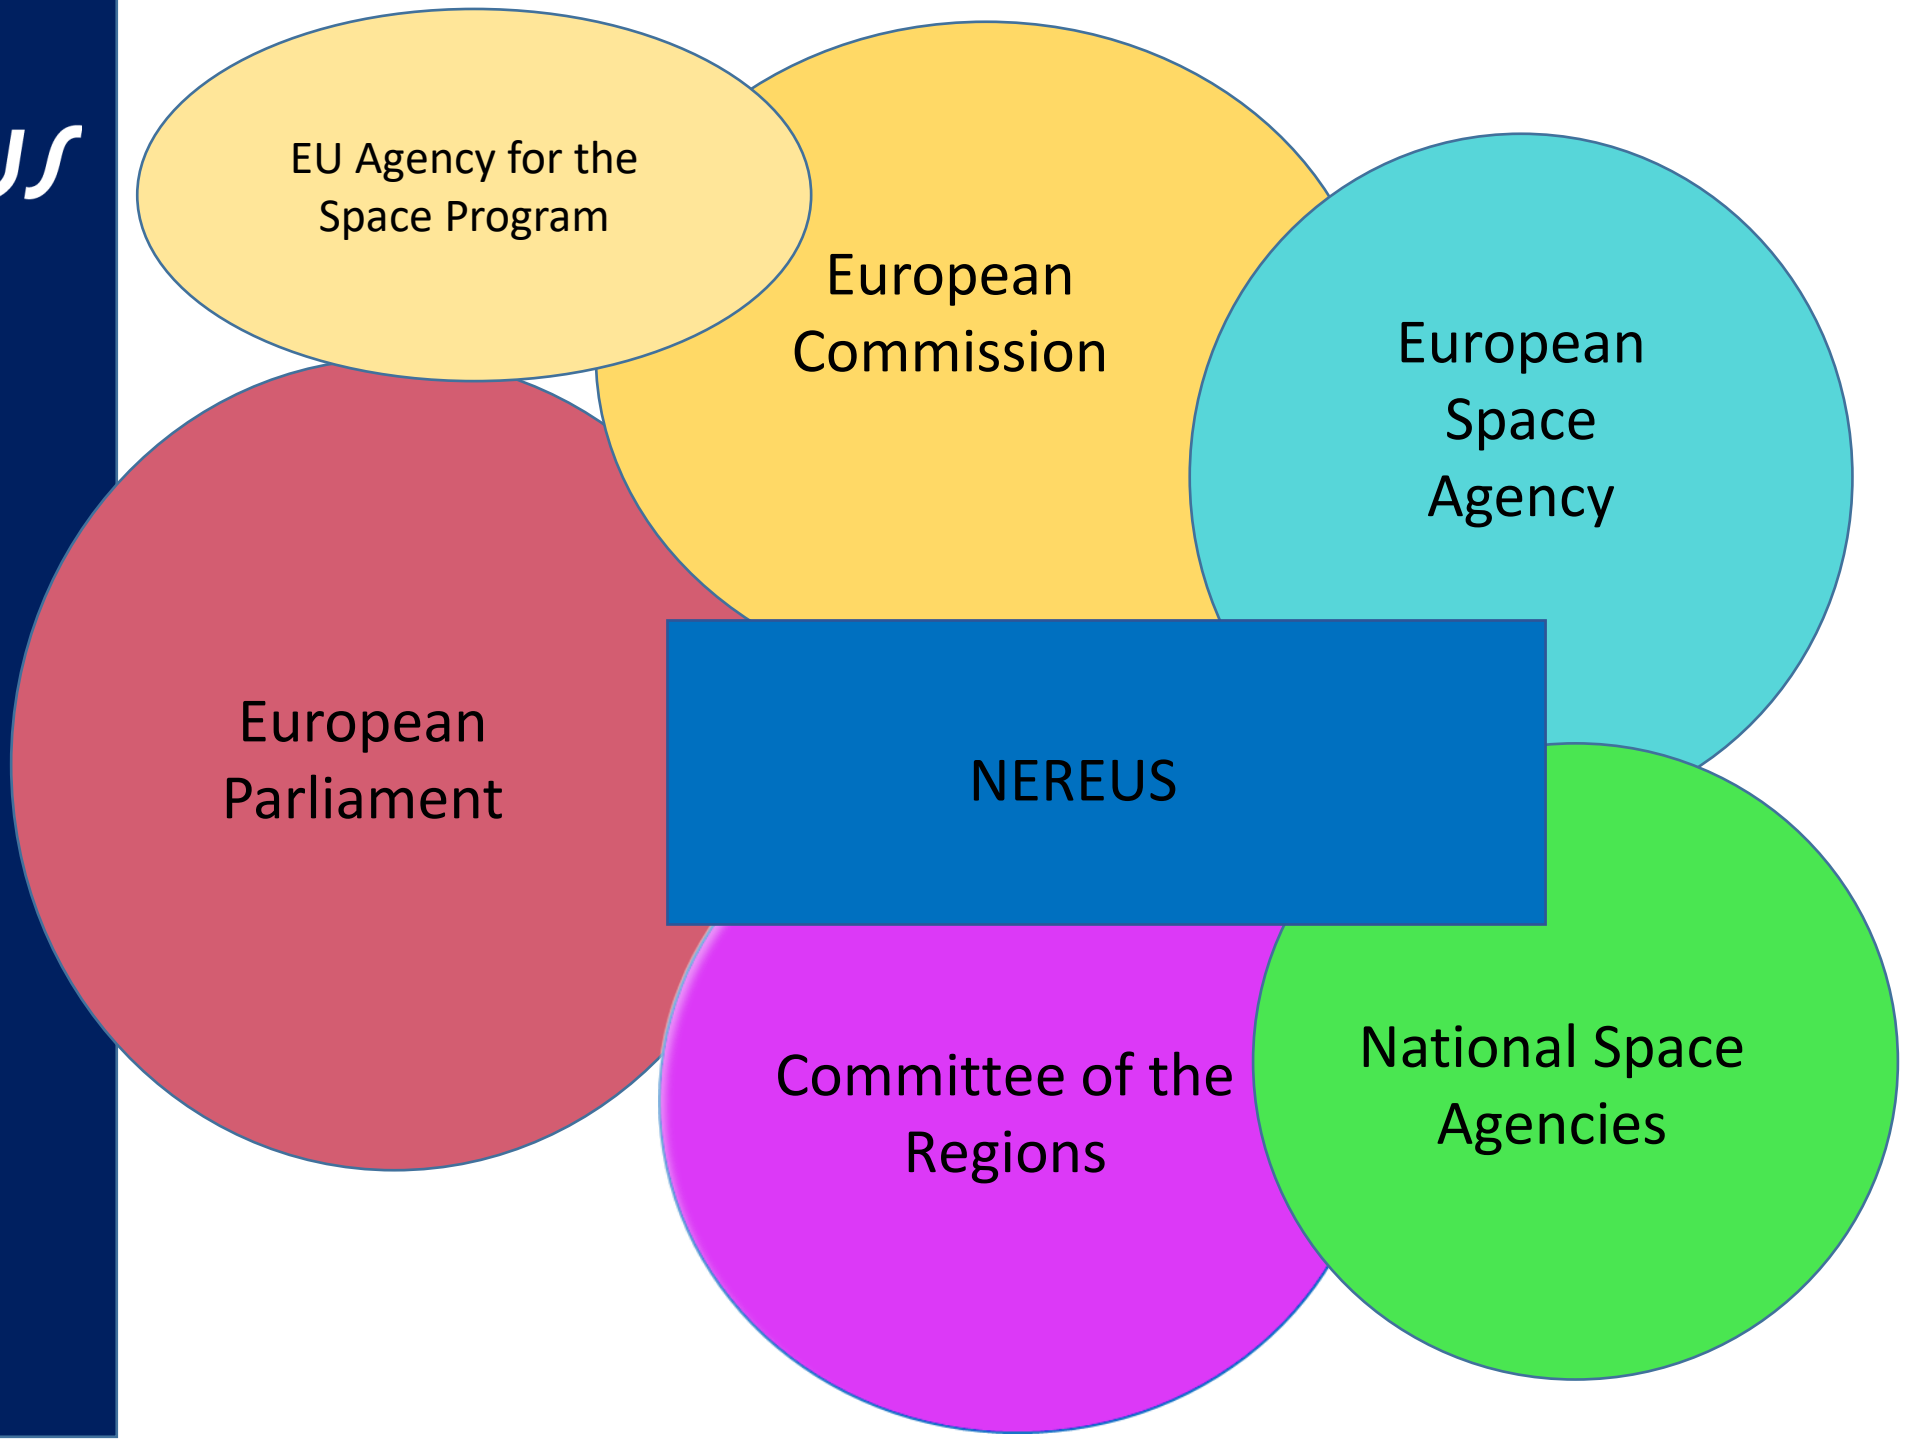 EU Agency for the
Space Program
European
Commission
European
Space
Agency
European
Parliament
NEREUS
Committee of the
Regions
National Space
Agencies